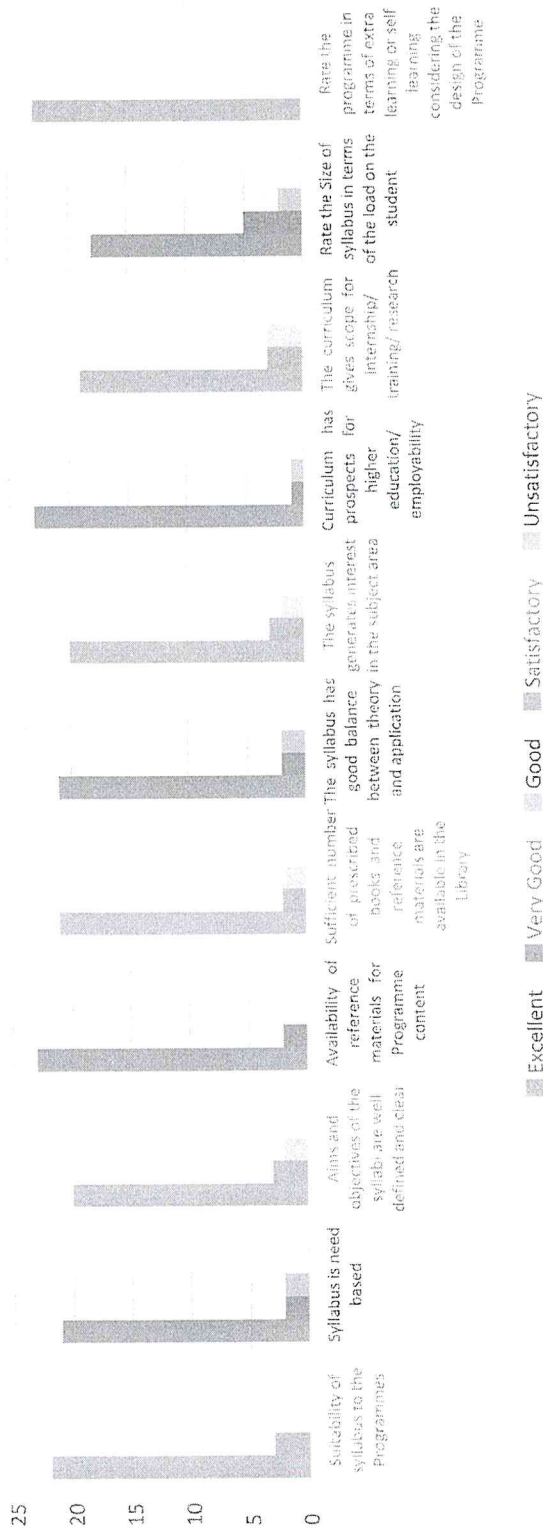 25
20
15
10
5
0
Suitability of
syllabus to the
Programmes
Syllabus is need
based
Aims and
objectives of the
syllabi are well
defined and clear
Availability of
reference
materials for
Programme
content
Sufficient number
of prescribed
books and
reference
materials are
available in the
Library
The syllabus has
good balance
between theory
and application
The syllabus
generates interest
in the subject area
Curriculum has
prospects for
higher
education/
employability
The curriculum
gives scope for
internship/
training/ research
Rate the Size of
syllabus in terms
of the load on the
student
Rate the
programme in
terms of extra
learning or self
learning
considering the
design of the
Programme
Excellent
Very Good
Good
Satisfactory
Unsatisfactory